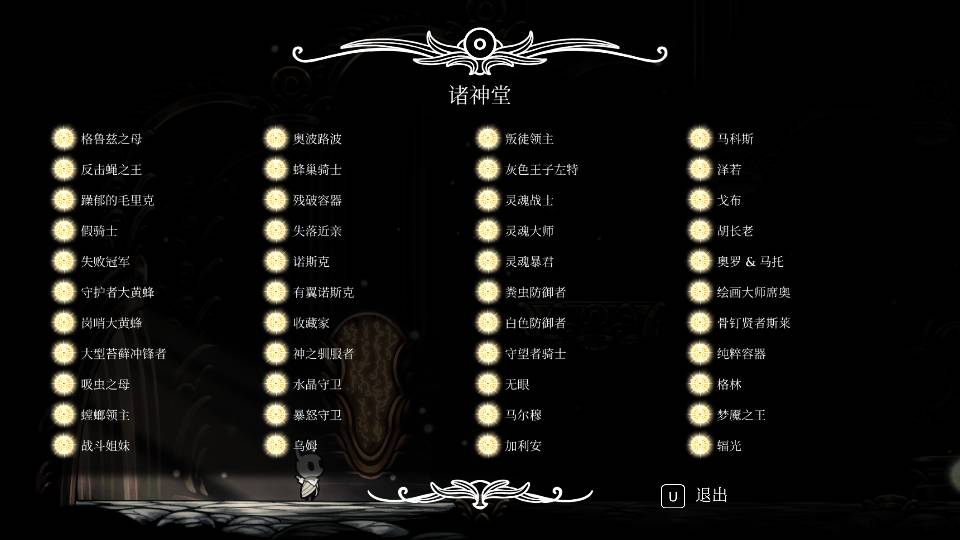 诸神堂
格鲁兹之母
反击蝇之王
躁郁的毛里克
假骑士
失败冠军
守护者大黄蜂
岗哨大黄蜂
大型苔藓冲锋者
吸虫之母
螳螂领主
战斗姐妹
奥波路波
蜂巢骑士
残破容器
失落近亲
诺斯克
有翼诺斯克
收藏家
神之驯服者
水晶守卫
暴怒守卫
乌姆
叛徒领主
灰色王子左特
灵魂战士
灵魂大师
灵魂暴君
粪虫防御者
白色防御者
守望者骑士
无眼
马尔穆
加利安
马科斯
泽若
戈布
胡长老
奥罗 & 马托
绘画大师席奥
骨钉贤者斯莱
纯粹容器
格林
梦魇之王
辐光
U 退出